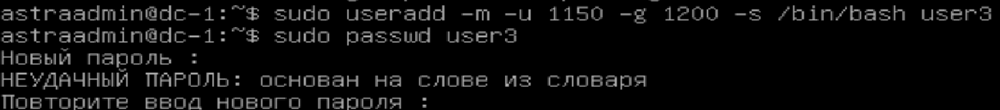 astraadmin@dc-1:~$ sudo useradd -m -u 1150 -g 1200 -s /bin/bash user3
astraadmin@dc-1:~$ sudo passwd user3
Новый пароль :
НЕУДАЧНЫЙ ПАРОЛЬ: основан на слове из словаря
Повторите ввод нового пароля :